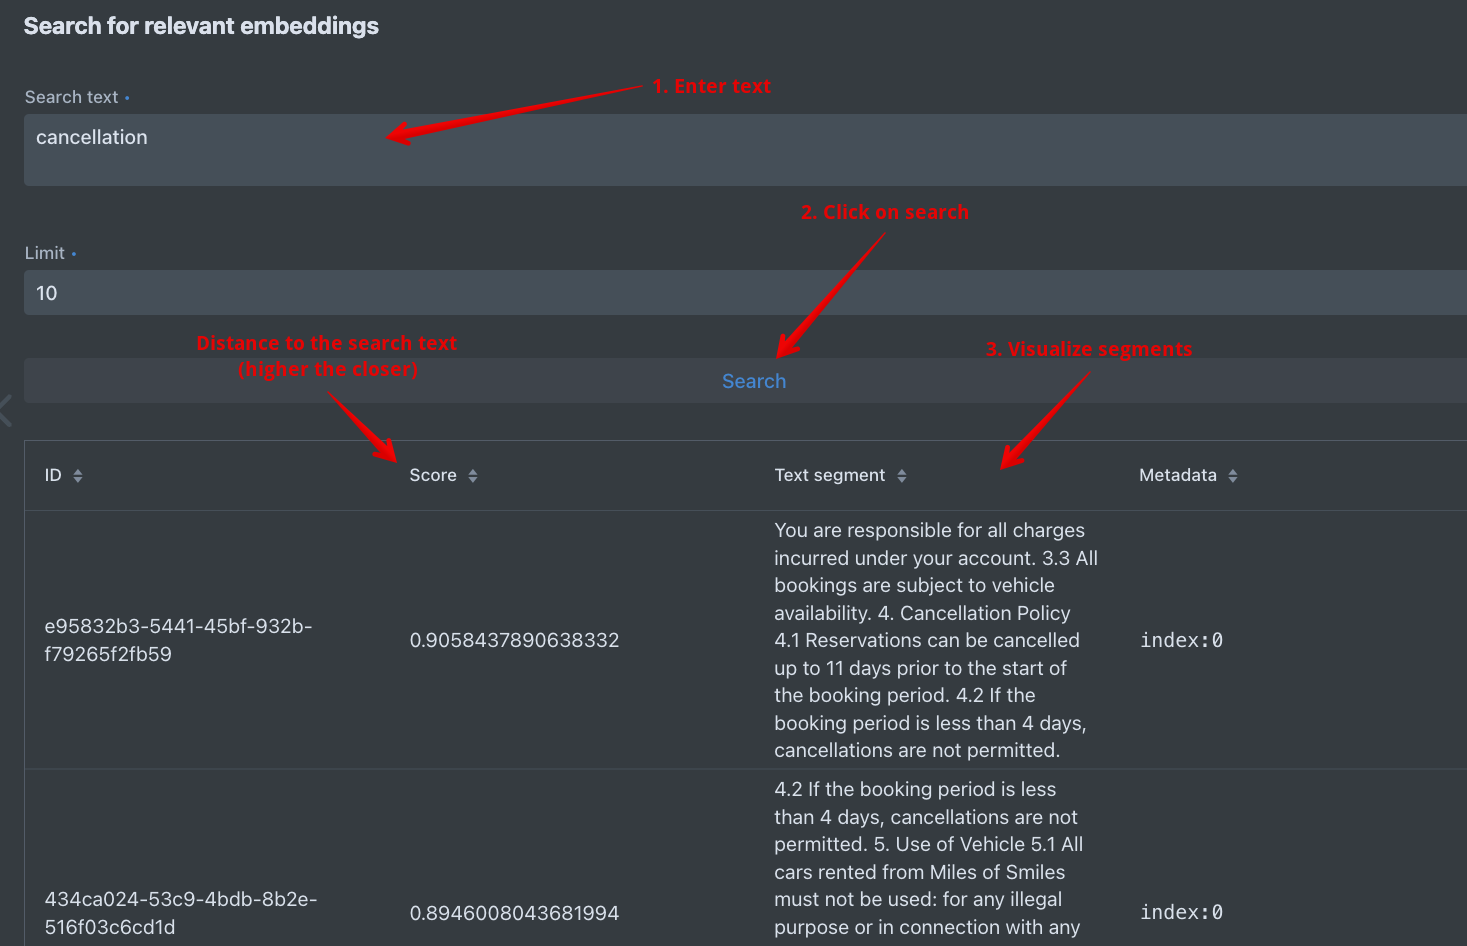 Search for relevant embeddings
Search text •
1. Enter text
cancellation
2. Click on search
Limit •
10
Distance to the search text
(higher the closer)
3. Visualize segments
Search
ID
Score
Text segment
Metadata
e95832b3-5441-45bf-932b-
f79265f2fb59
0.9058437890638332
You are responsible for all charges
incurred under your account. 3.3 All
bookings are subject to vehicle
availability. 4. Cancellation Policy
4.1 Reservations can be cancelled
up to 11 days prior to the start of
the booking period. 4.2 If the
booking period is less than 4 days,
cancellations are not permitted.
index:0
434ca024-53c9-4bdb-8b2e-
516f03c6cd1d
0.8946008043681994
4.2 If the booking period is less
than 4 days, cancellations are not
permitted. 5. Use of Vehicle 5.1 All
cars rented from Miles of Smiles
must not be used: for any illegal
purpose or in connection with any
index:0